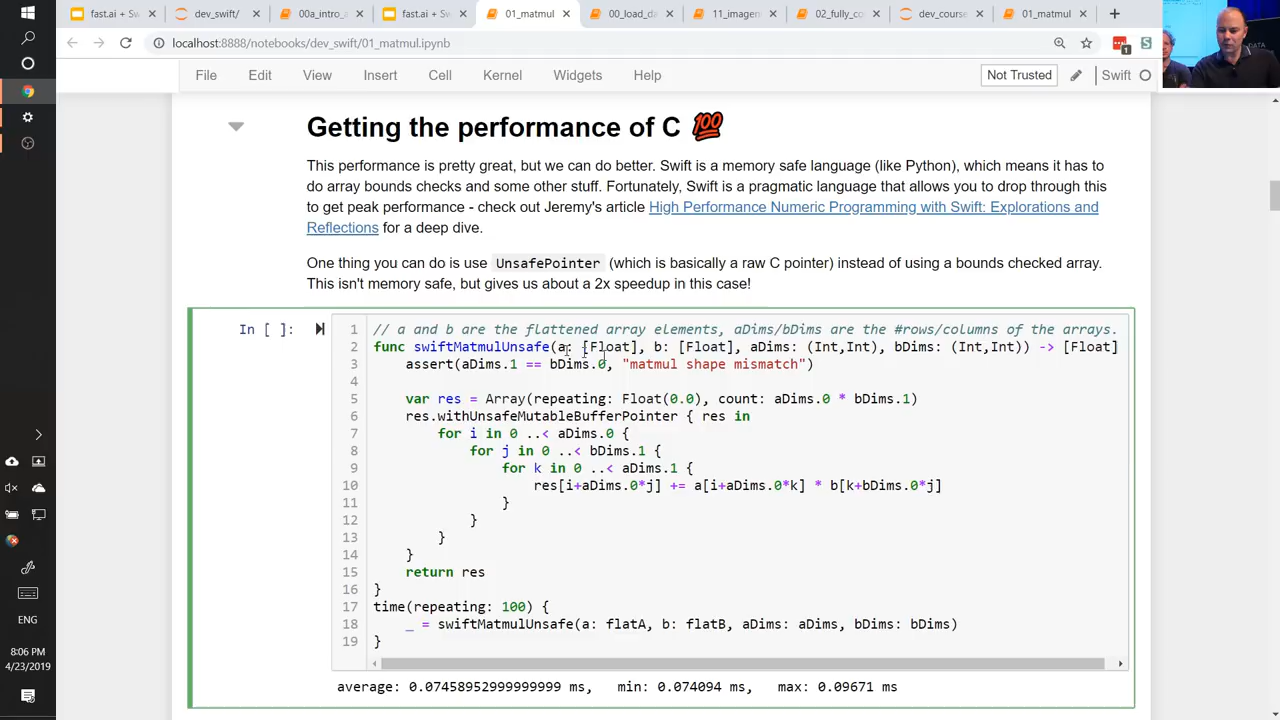 fast.ai - Swift
dev_swift/
00a_intro_a
fast.ai - Swift
01_matmul
00_load_da
11_imagen
02_fully_co
dev_course
01_matmul
localhost:8888/notebooks/dev_swift/01_matmul.ipynb
File Edit View Insert Cell Kernel Widgets Help Not Trusted Swift
Getting the performance of C 💯
This performance is pretty great, but we can do better. Swift is a memory safe language (like Python), which means it has to
do array bounds checks and some other stuff. Fortunately, Swift is a pragmatic language that allows you to drop through this
to get peak performance - check out Jeremy's article High Performance Numeric Programming with Swift: Explorations and
Reflections for a deep dive.
One thing you can do is use UnsafePointer (which is basically a raw C pointer) instead of using a bounds checked array.
This isn't memory safe, but gives us about a 2x speedup in this case!
In [ ]:
1 // a and b are the flattened array elements, aDims/bDims are the #rows/columns of the arrays.
2 func swiftMatmulUnsafe(a: [Float], b: [Float], aDims: (Int,Int), bDims: (Int,Int)) -> [Float]
3 assert(aDims.1 == bDims.0, "matmul shape mismatch")
4
5 var res = Array(repeating: Float(0.0), count: aDims.0 * bDims.1)
6 res.withUnsafeMutableBufferPointer { res in
7 for i in 0 ..< aDims.0 {
8 for j in 0 ..< bDims.1 {
9 for k in 0 ..< aDims.1 {
10 res[i+aDims.0*j] += a[i+aDims.0*k] * b[k+bDims.0*j]
11 }
12 }
13 }
14 }
15 return res
16 }
17 time(repeating: 100) {
18 _ = swiftMatmulUnsafe(a: flatA, b: flatB, aDims: aDims, bDims: bDims)
19 }
average: 0.07458952999999999 ms, min: 0.074094 ms, max: 0.09671 ms
ENG
8:06 PM
4/23/2019